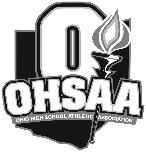 O
OHSAA
OHIO HIGH SCHOOL ATHLETIC ASSOCIATION